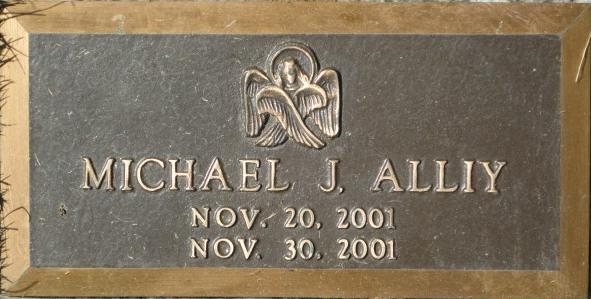 MICHAEL J. ALLIY
NOV. 20. 2001
NOV. 30. 2001